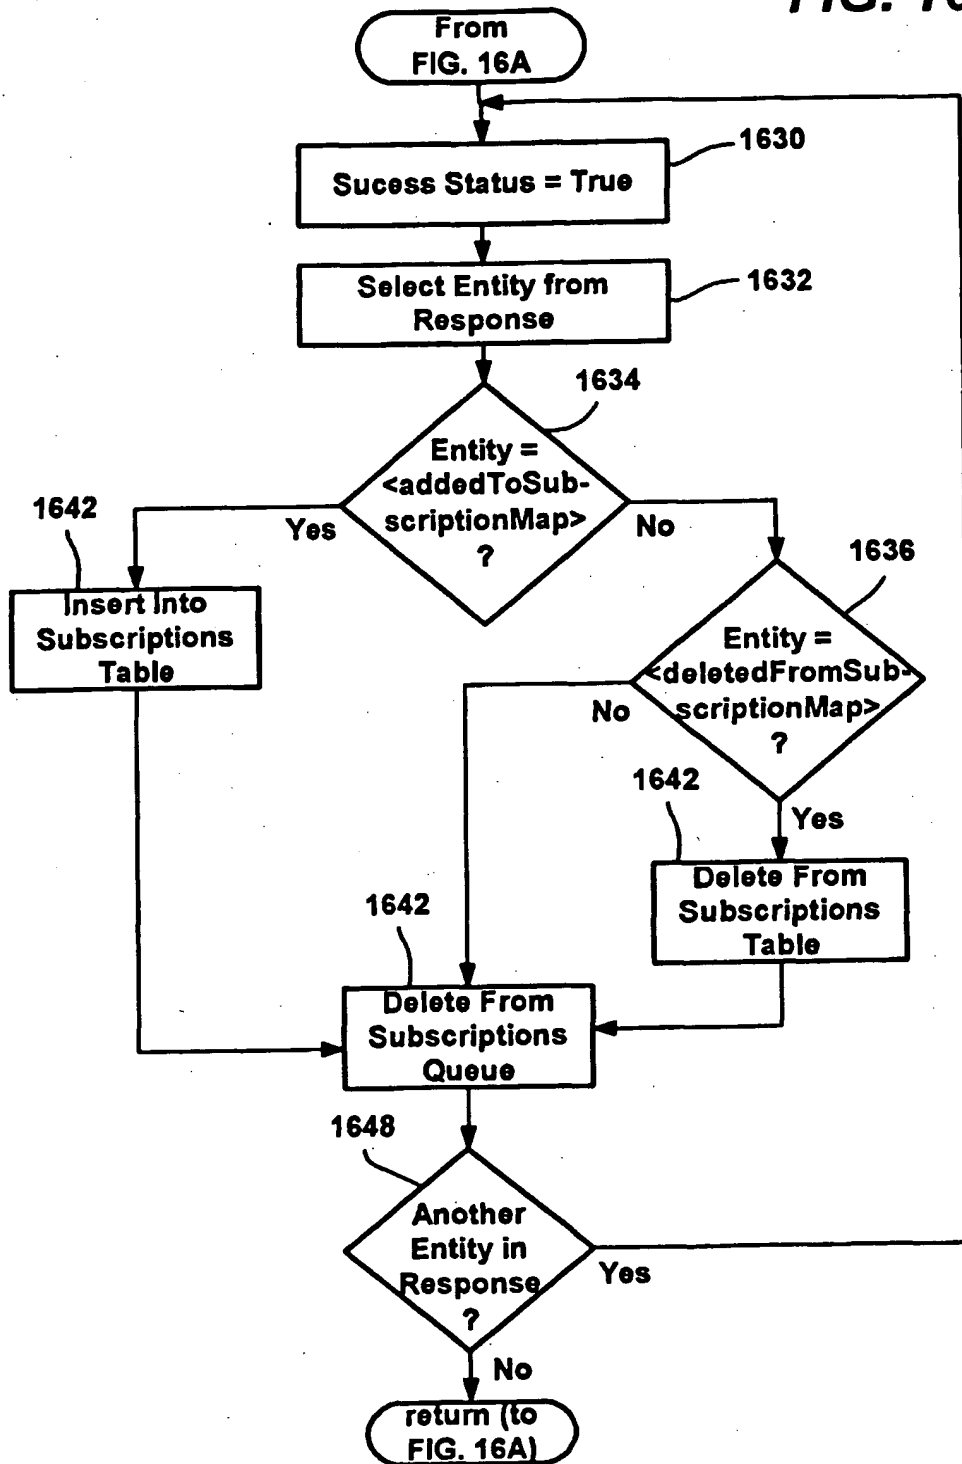 FIG. 16
From
FIG. 16A
1630
Sucess Status = True
1632
Select Entity from
Response
1634
Entity =
<addedToSub-
scriptionMap>
?
Yes
No
1642
Insert Into
Subscriptions
Table
1636
Entity =
<deletedFromSub-
scriptionMap>
?
No
Yes
1642
Delete From
Subscriptions
Table
1642
Delete From
Subscriptions
Queue
1648
Another
Entity in
Response
?
Yes
No
return (to
FIG. 16A)